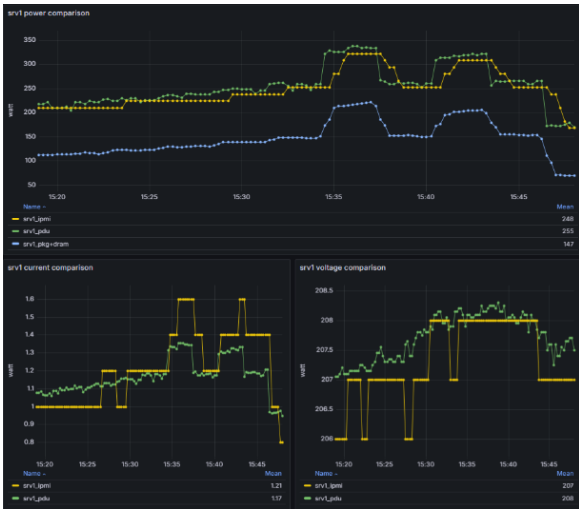 srv1 power comparison
350
300
250
200
150
100
50
watt
15:20 15:25 15:30 15:35 15:40 15:45
Name Mean
srv1_ipmi 248
srv1_pdu 255
srv1_pkg+dram 147
srv1 current comparison
1.6
1.5
1.4
1.3
1.2
1.1
1
0.9
0.8
watt
15:20 15:25 15:30 15:35 15:40 15:45
Name Mean
srv1_ipmi 1.21
srv1_pdu 1.17
srv1 voltage comparison
208.5
208
207.5
207
206.5
206
watt
15:20 15:25 15:30 15:35 15:40 15:45
Name Mean
srv1_ipmi 207
srv1_pdu 208